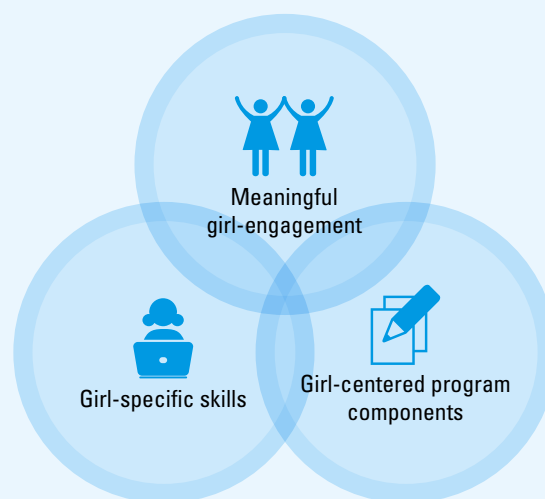 Meaningful
girl-engagement
Girl-specific skills
Girl-centered program
components